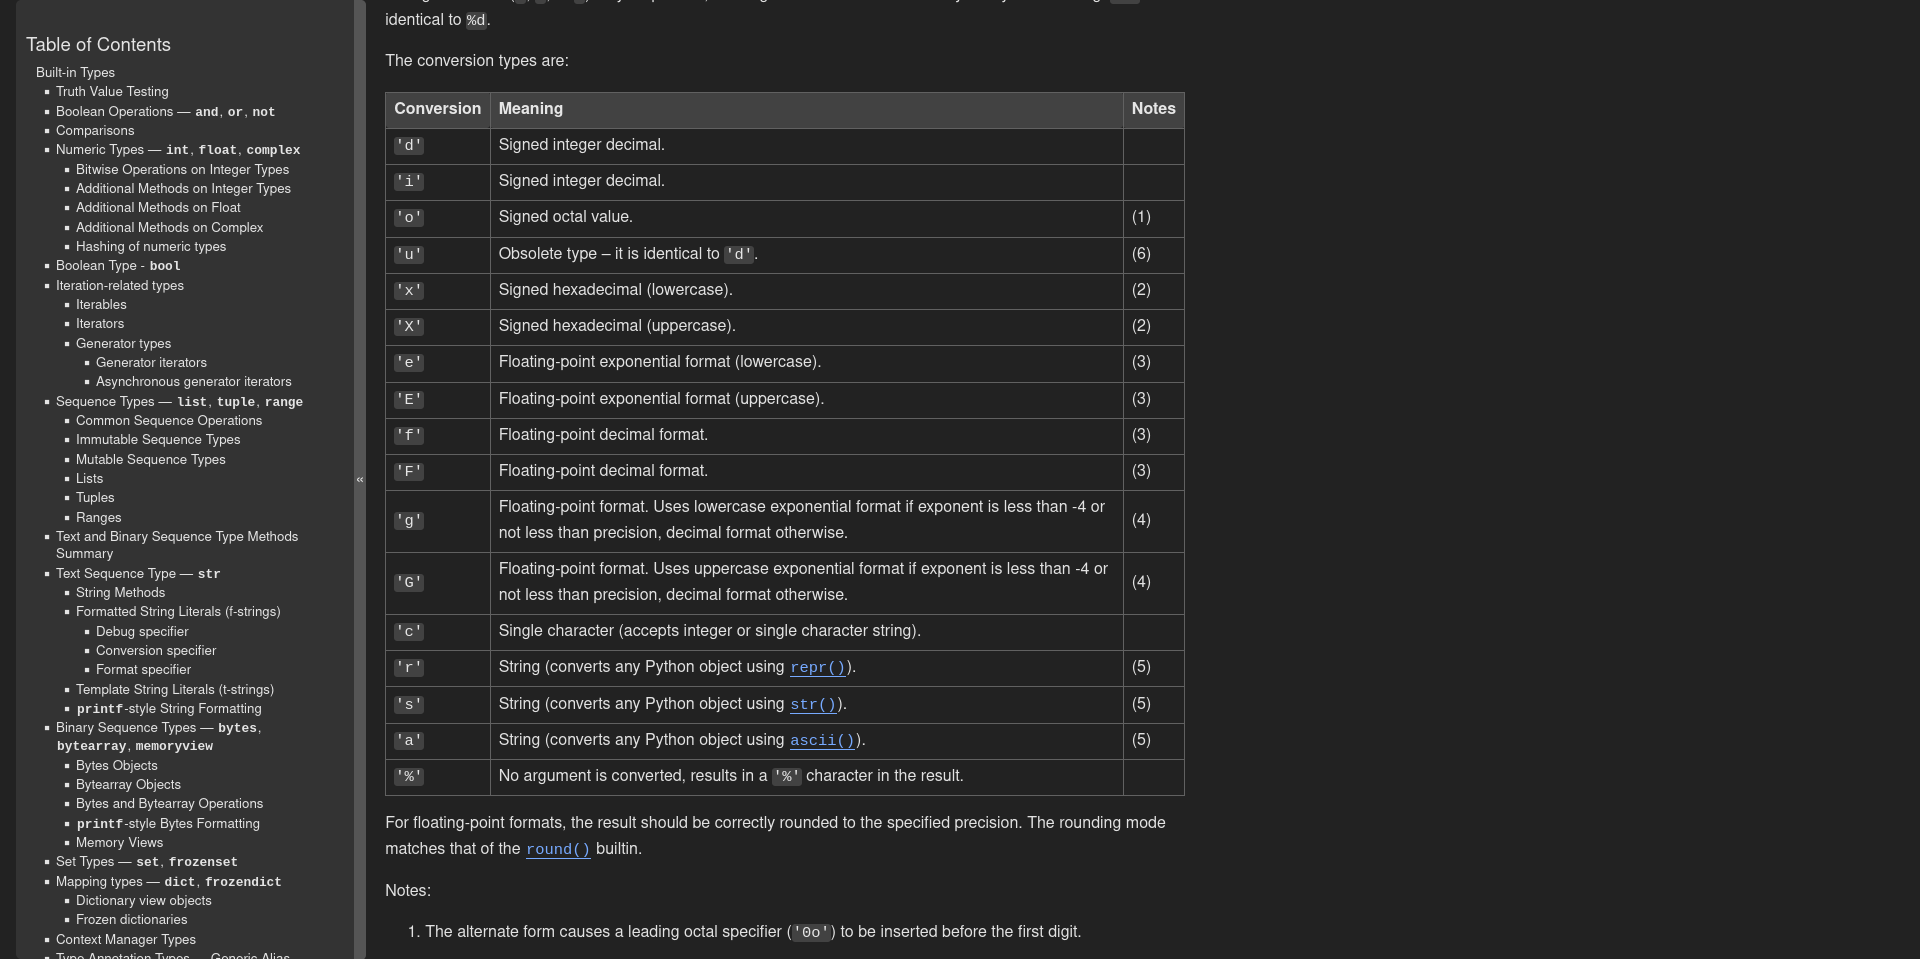 Table of Contents
Built-in Types
Truth Value Testing
Boolean Operations — and, or, not
Comparisons
Numeric Types — int, float, complex
Bitwise Operations on Integer Types
Additional Methods on Integer Types
Additional Methods on Float
Additional Methods on Complex
Hashing of numeric types
Boolean Type - bool
Iteration-related types
Iterables
Iterators
Generator types
Generator iterators
Asynchronous generator iterators
Sequence Types — list, tuple, range
Common Sequence Operations
Immutable Sequence Types
Mutable Sequence Types
Lists
Tuples
Ranges
Text and Binary Sequence Type Methods
Summary
Text Sequence Type — str
String Methods
Formatted String Literals (f-strings)
Debug specifier
Conversion specifier
Format specifier
Template String Literals (t-strings)
printf-style String Formatting
Binary Sequence Types — bytes,
bytearray, memoryview
Bytes Objects
Bytearray Objects
Bytes and Bytearray Operations
printf-style Bytes Formatting
Memory Views
Set Types — set, frozenset
Mapping types — dict, frozendict
Dictionary view objects
Frozen dictionaries
Context Manager Types
Type Annotation Types — Generic Alias
«
identical to %d.
The conversion types are:
Conversion Meaning Notes
'd' Signed integer decimal.
'i' Signed integer decimal.
'o' Signed octal value. (1)
'u' Obsolete type – it is identical to 'd'. (6)
'x' Signed hexadecimal (lowercase). (2)
'X' Signed hexadecimal (uppercase). (2)
'e' Floating-point exponential format (lowercase). (3)
'E' Floating-point exponential format (uppercase). (3)
'f' Floating-point decimal format. (3)
'F' Floating-point decimal format. (3)
'g' Floating-point format. Uses lowercase exponential format if exponent is less than -4 or
not less than precision, decimal format otherwise. (4)
'G' Floating-point format. Uses uppercase exponential format if exponent is less than -4 or
not less than precision, decimal format otherwise. (4)
'c' Single character (accepts integer or single character string).
'r' String (converts any Python object using repr()). (5)
's' String (converts any Python object using str()). (5)
'a' String (converts any Python object using ascii()). (5)
'%' No argument is converted, results in a '%' character in the result.
For floating-point formats, the result should be correctly rounded to the specified precision. The rounding mode
matches that of the round() builtin.
Notes:
1. The alternate form causes a leading octal specifier ('0o') to be inserted before the first digit.